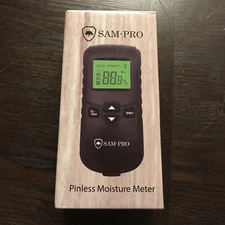 SAM-PRO
88.8%
SAM-PRO
Pinless Moisture Meter